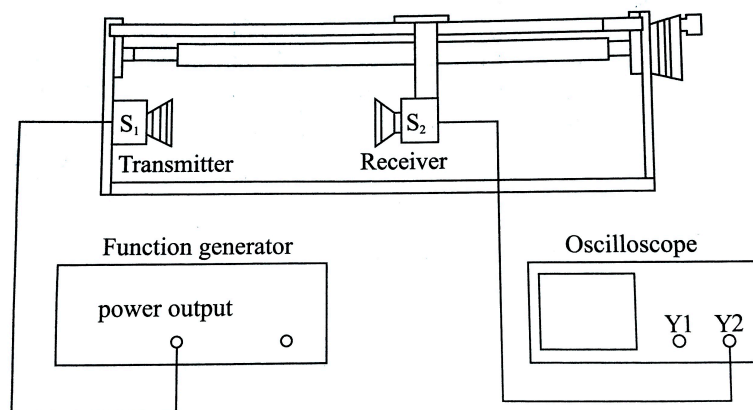 S₁
S₂
Transmitter
Receiver
Function generator
Oscilloscope
power output
Y1
Y2